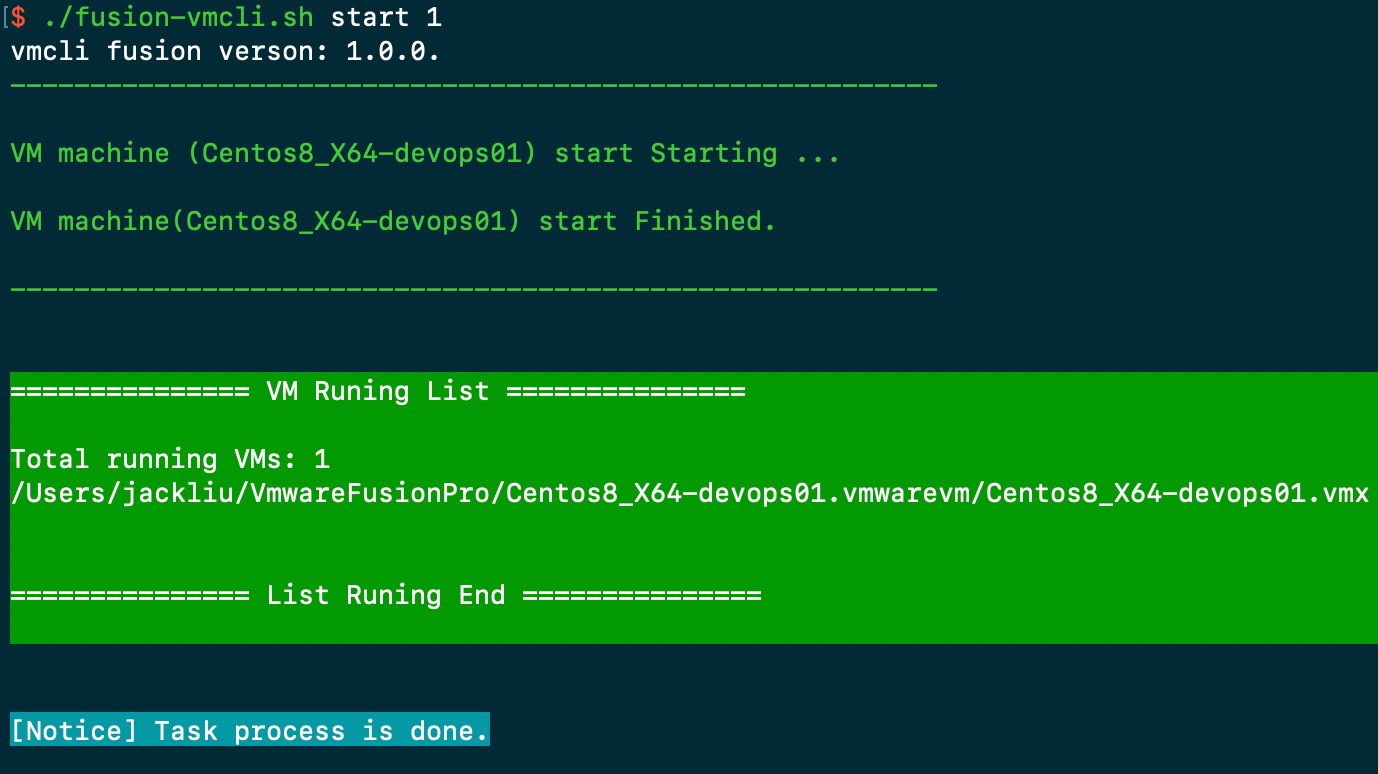 [$ ./fusion-vmcli.sh start 1
vmcli fusion verson: 1.0.0.
----------------------------------------------------------
VM machine (Centos8_X64-devops01) start Starting ...
VM machine(Centos8_X64-devops01) start Finished.
----------------------------------------------------------
=============== VM Runing List ===============
Total running VMs: 1
/Users/jackliu/VmwareFusionPro/Centos8_X64-devops01.vmwarevm/Centos8_X64-devops01.vmx
=============== List Runing End ===============
[Notice] Task process is done.